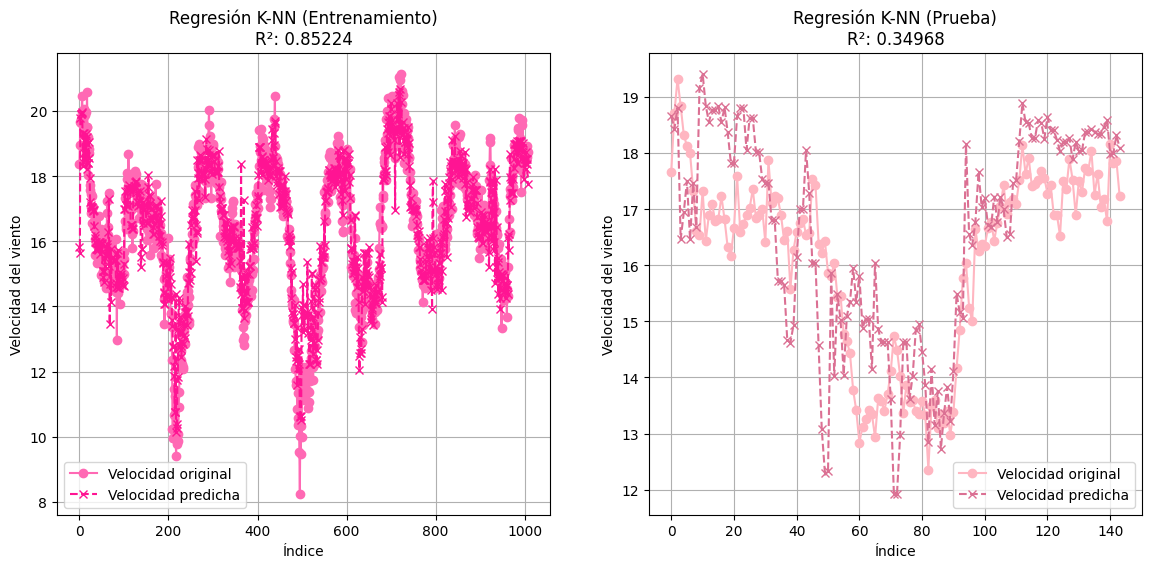 Regresión K-NN (Entrenamiento)
R²: 0.85224
Velocidad del viento
20
18
16
14
12
10
8
0
200
400
600
800
1000
Índice
Velocidad original
Velocidad predicha
Regresión K-NN (Prueba)
R²: 0.34968
Velocidad del viento
19
18
17
16
15
14
13
12
0
20
40
60
80
100
120
140
Índice
Velocidad original
Velocidad predicha